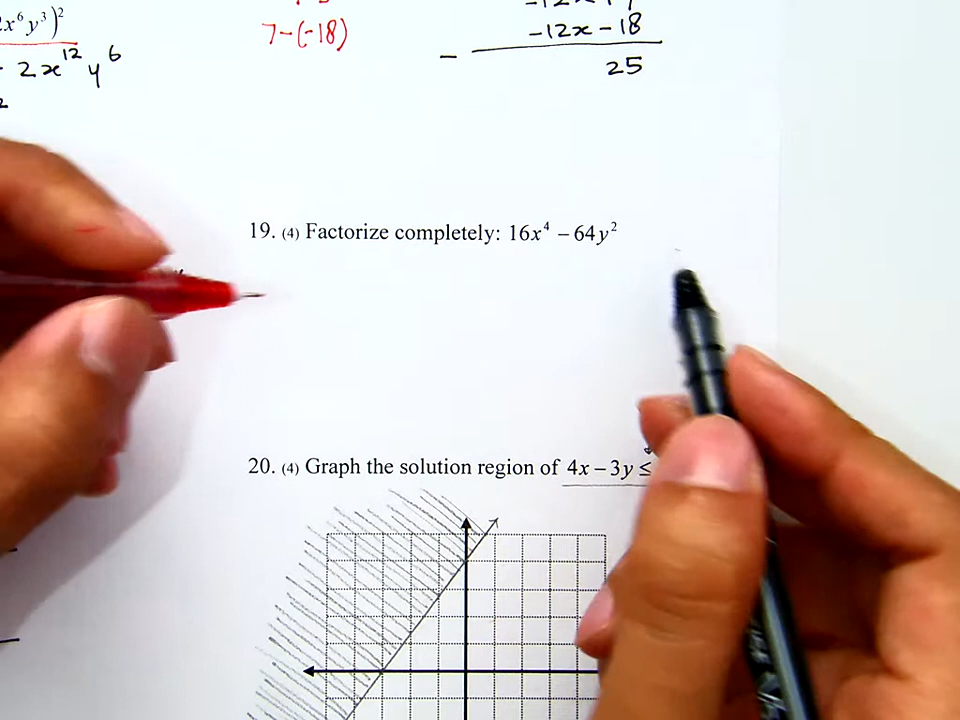 x⁶y³)²
2x¹²y⁶
2
7-(-18)
-12x-18
-
25
19. (4) Factorize completely: 16x⁴ – 64y²
20. (4) Graph the solution region of 4x – 3y ≤